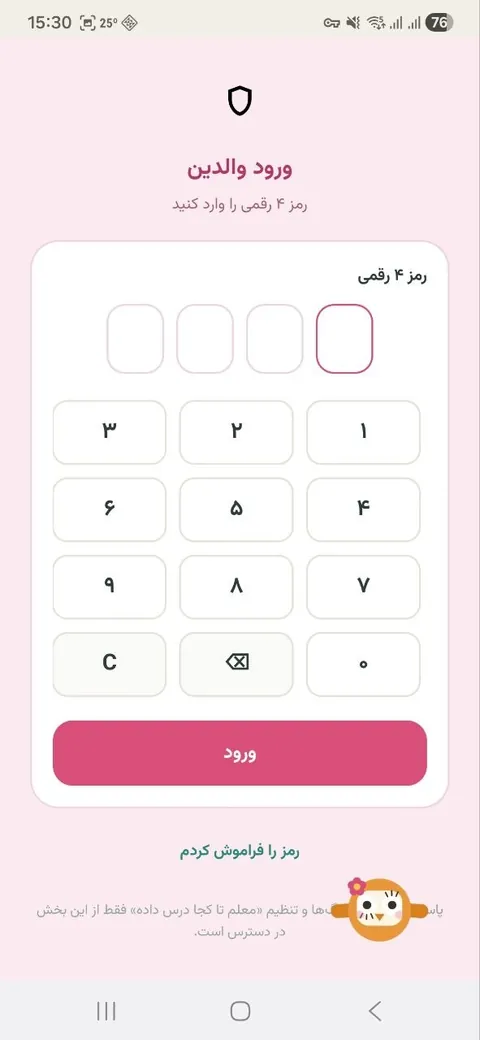 15:30 25° 76
ورود والدین
رمز ۴ رقمی را وارد کنید
رمز ۴ رقمی
۱ ۲ ۳
۴ ۵ ۶
۷ ۸ ۹
۰ C
ورود
رمز را فراموش کردم
و تنظیم «معلم تا کجا درس داده» فقط از این بخش
در دسترس است.